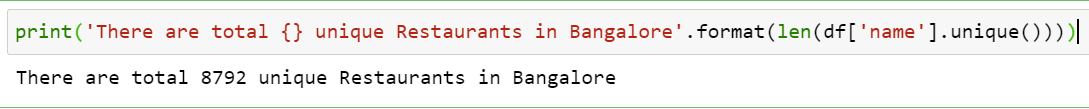 print('There are total {} unique Restaurants in Bangalore'.format(len(df['name'].unique())))
There are total 8792 unique Restaurants in Bangalore